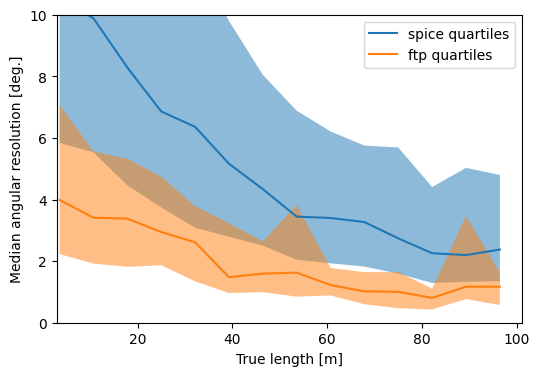 10
8
6
4
2
0
Median angular resolution [deg.]
spice quartiles
ftp quartiles
20 40 60 80 100
True length [m]